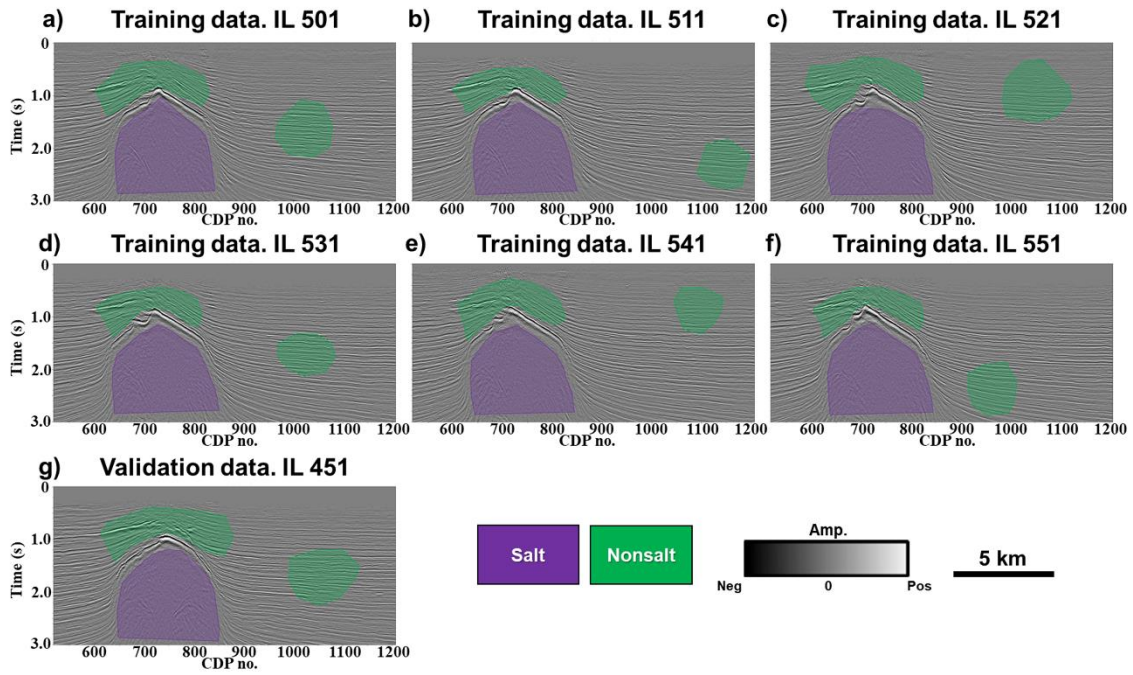 a) Training data. IL 501
b) Training data. IL 511
c) Training data. IL 521
Time (s)
0
1.0
2.0
3.0
600 700 800 900 1000 1100 1200
CDP no.
600 700 800 900 1000 1100 1200
CDP no.
600 700 800 900 1000 1100 1200
CDP no.
d) Training data. IL 531
e) Training data. IL 541
f) Training data. IL 551
Time (s)
0
1.0
2.0
3.0
600 700 800 900 1000 1100 1200
CDP no.
600 700 800 900 1000 1100 1200
CDP no.
600 700 800 900 1000 1100 1200
CDP no.
g) Validation data. IL 451
Time (s)
0
1.0
2.0
3.0
600 700 800 900 1000 1100 1200
CDP no.
Salt
Nonsalt
Amp.
Neg 0 Pos
5 km